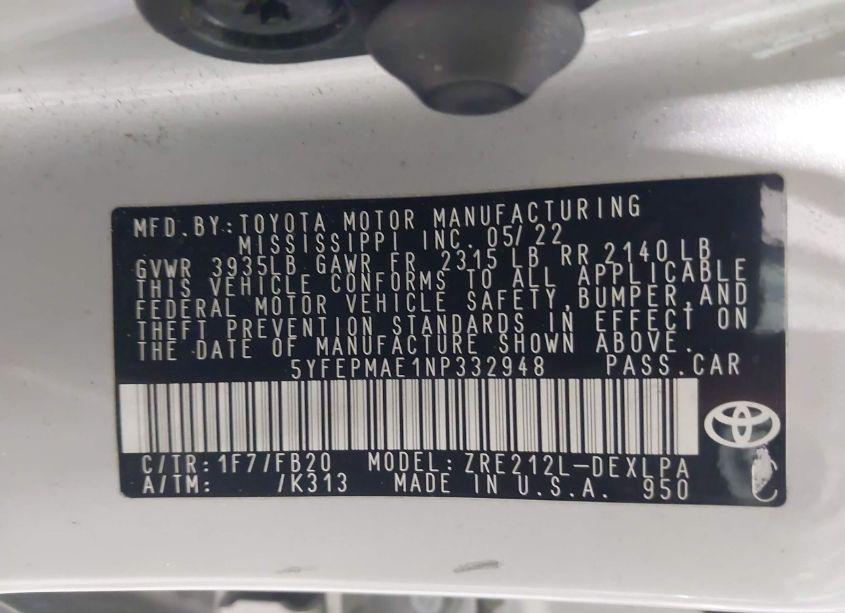 MFD.BY:TOYOTA MOTOR MANUFACTURING
MISSISSIPPI INC. 05/22
GVWR 3935LB GAWR FR 2315 LB RR 2140 LB
THIS VEHICLE CONFORMS TO ALL APPLICABLE
FEDERAL MOTOR VEHICLE SAFETY, BUMPER, AND
THEFT PREVENTION STANDARDS IN EFFECT ON
THE DATE OF MANUFACTURE SHOWN ABOVE.
5YFEPMAE1NP332948 PASS.CAR
C/TR: 1F7/FB20 MODEL: ZRE212L-DEXLPA
A/TM: /K313 MADE IN U.S.A. 950